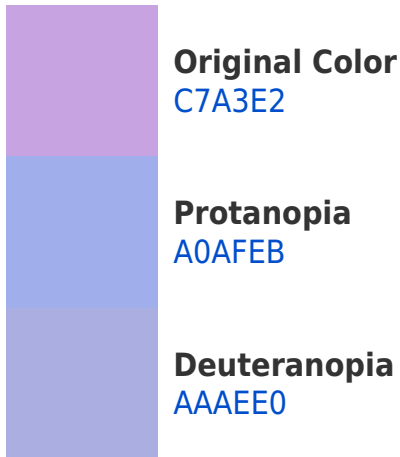 Original Color
C7A3E2
Protanopia
A0AFEB
Deuteranopia
AAAEE0